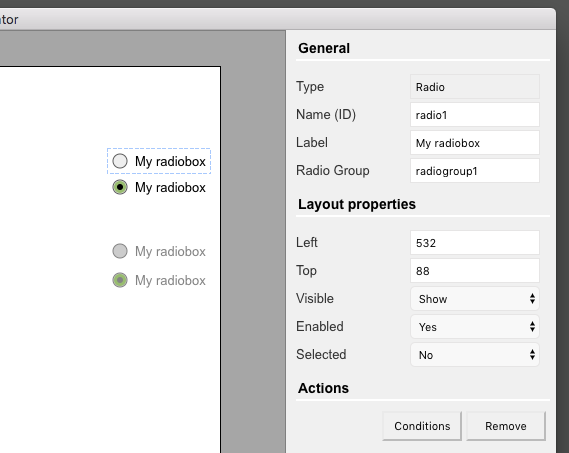 ator
My radiobox
My radiobox
My radiobox
My radiobox
General
Type Radio
Name (ID) radio1
Label My radiobox
Radio Group radiogroup1
Layout properties
Left 532
Top 88
Visible Show
Enabled Yes
Selected No
Actions
Conditions Remove